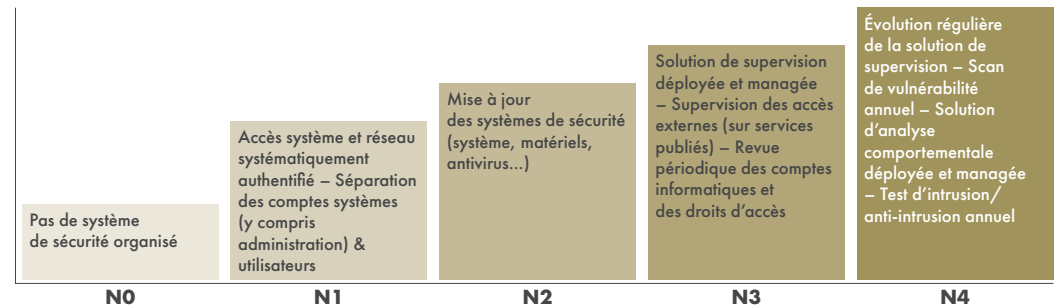 Pas de système
de sécurité organisé
Accès système et réseau
systématiquement
authentifié – Séparation
des comptes systèmes
(y compris
administration) &
utilisateurs
Mise à jour
des systèmes de sécurité
(système, matériels,
antivirus...)
Solution de supervision
déployée et managée
– Supervision des accès
externes (sur services
publiés) – Revue
périodique des comptes
informatiques et
des droits d’accès
Évolution régulière
de la solution de
supervision – Scan
de vulnérabilité
annuel – Solution
d’analyse
comportementale
déployée et managée
– Test d’intrusion/
anti-intrusion annuel
N0
N1
N2
N3
N4